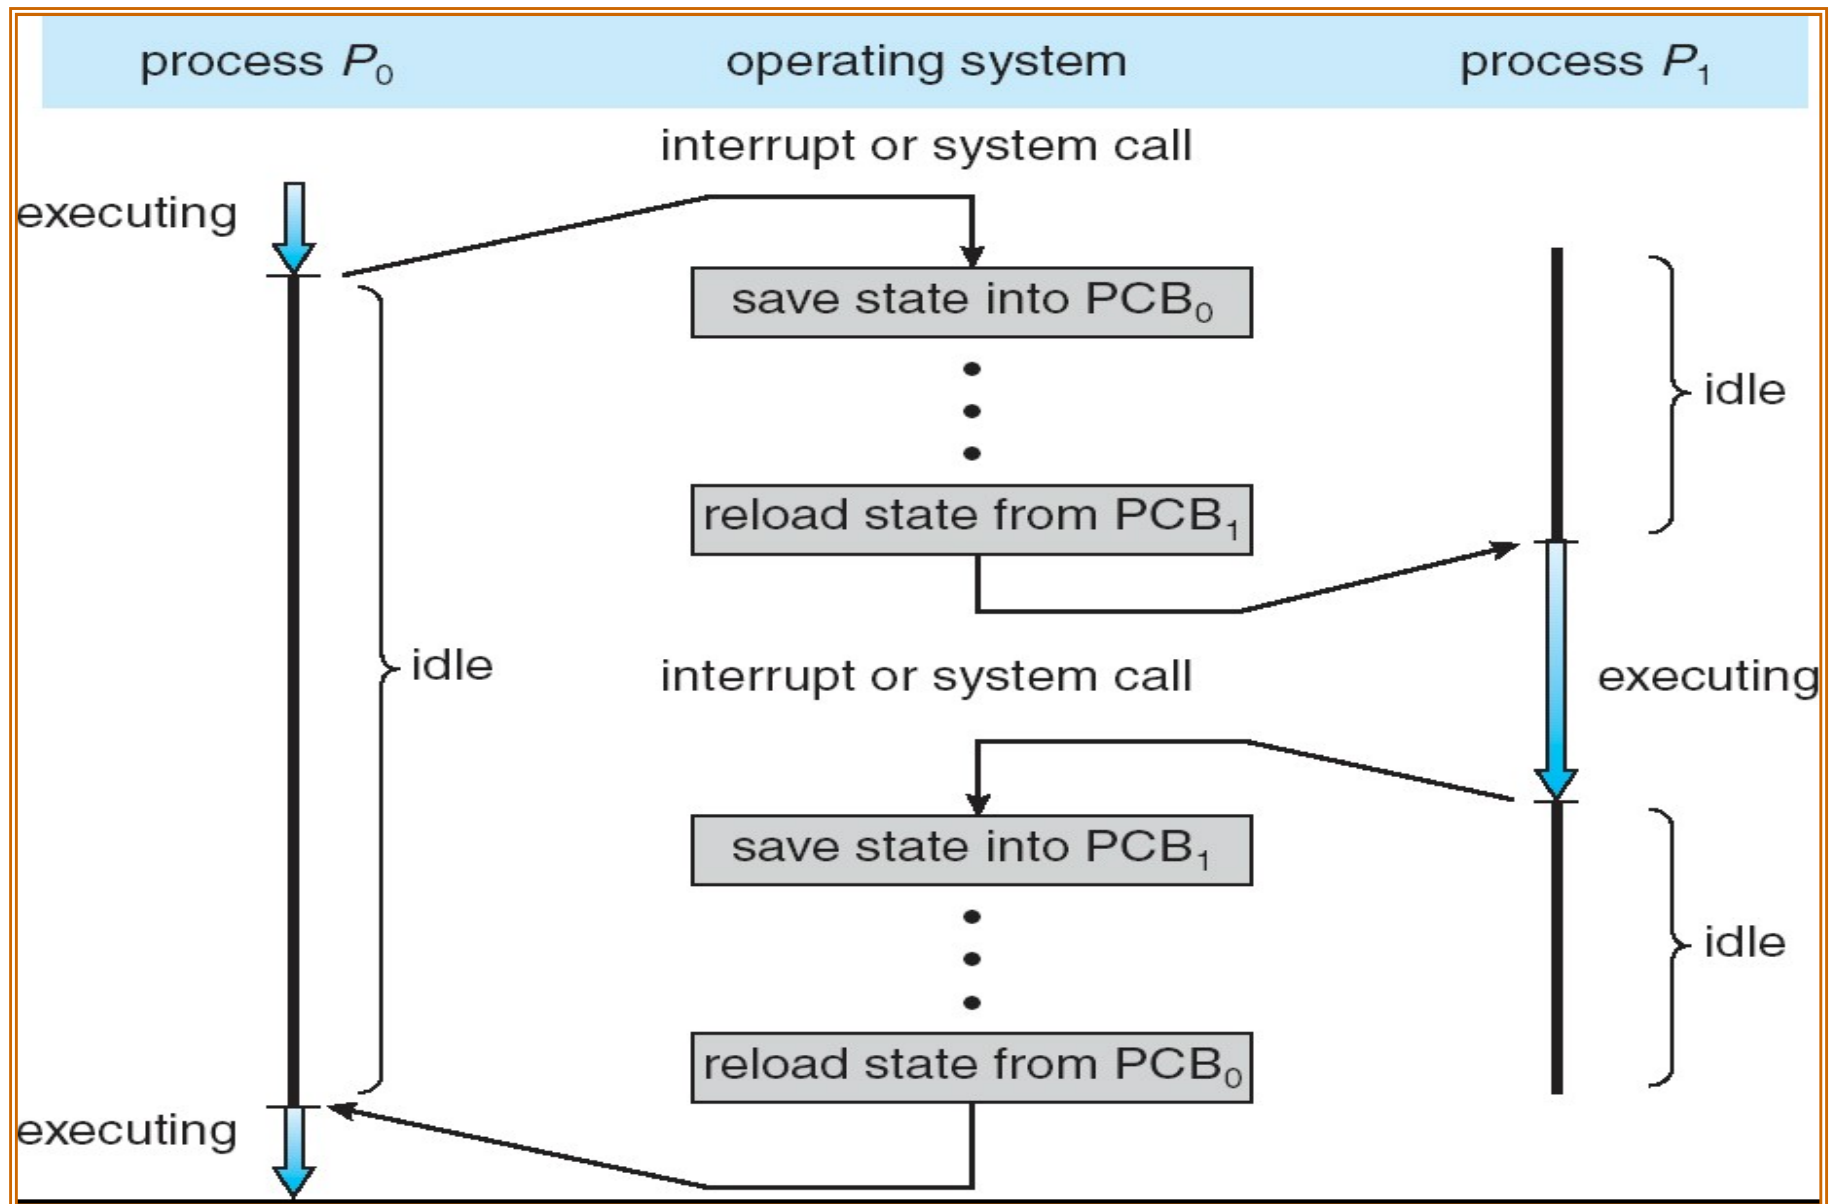 process P₀ operating system process P₁
interrupt or system call
executing
save state into PCB₀
idle
reload state from PCB₁
idle
interrupt or system call
executing
save state into PCB₁
idle
reload state from PCB₀
executing